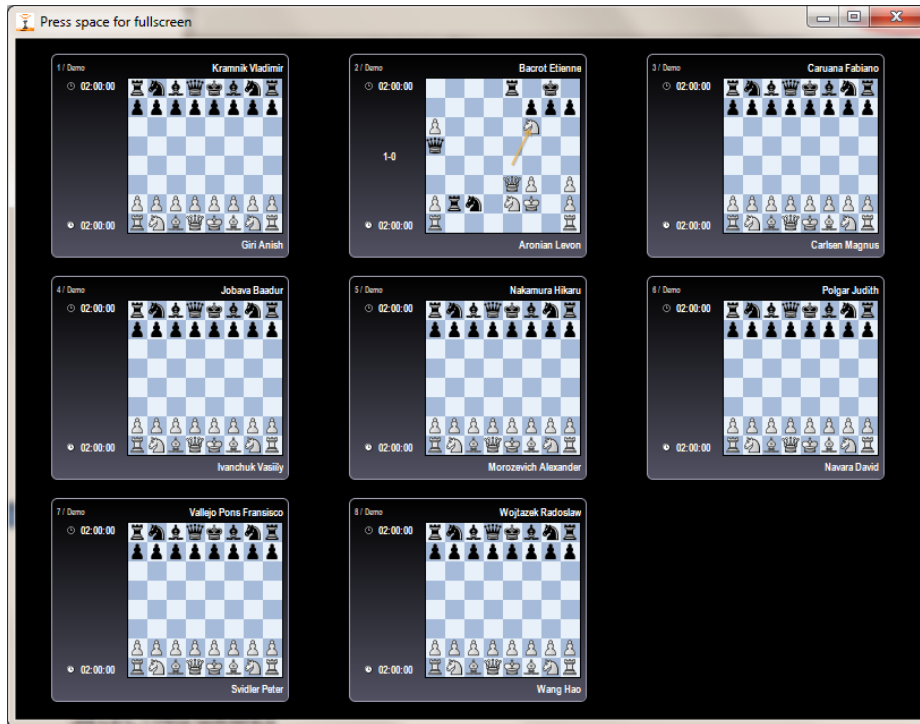 Press space for fullscreen
1 / Demo Kramnik Vladimir
02:00:00
02:00:00
Giri Anish
2 / Demo Bacrot Etienne
02:00:00
1-0
02:00:00
Aronian Levon
3 / Demo Caruana Fabiano
02:00:00
02:00:00
Carlsen Magnus
4 / Demo Jobava Baadur
02:00:00
02:00:00
Ivanchuk Vasiily
5 / Demo Nakamura Hikaru
02:00:00
02:00:00
Morozevich Alexander
6 / Demo Polgar Judith
02:00:00
02:00:00
Navara David
7 / Demo Vallejo Pons Fransisco
02:00:00
02:00:00
Svidler Peter
8 / Demo Wojtazek Radoslaw
02:00:00
02:00:00
Wang Hao